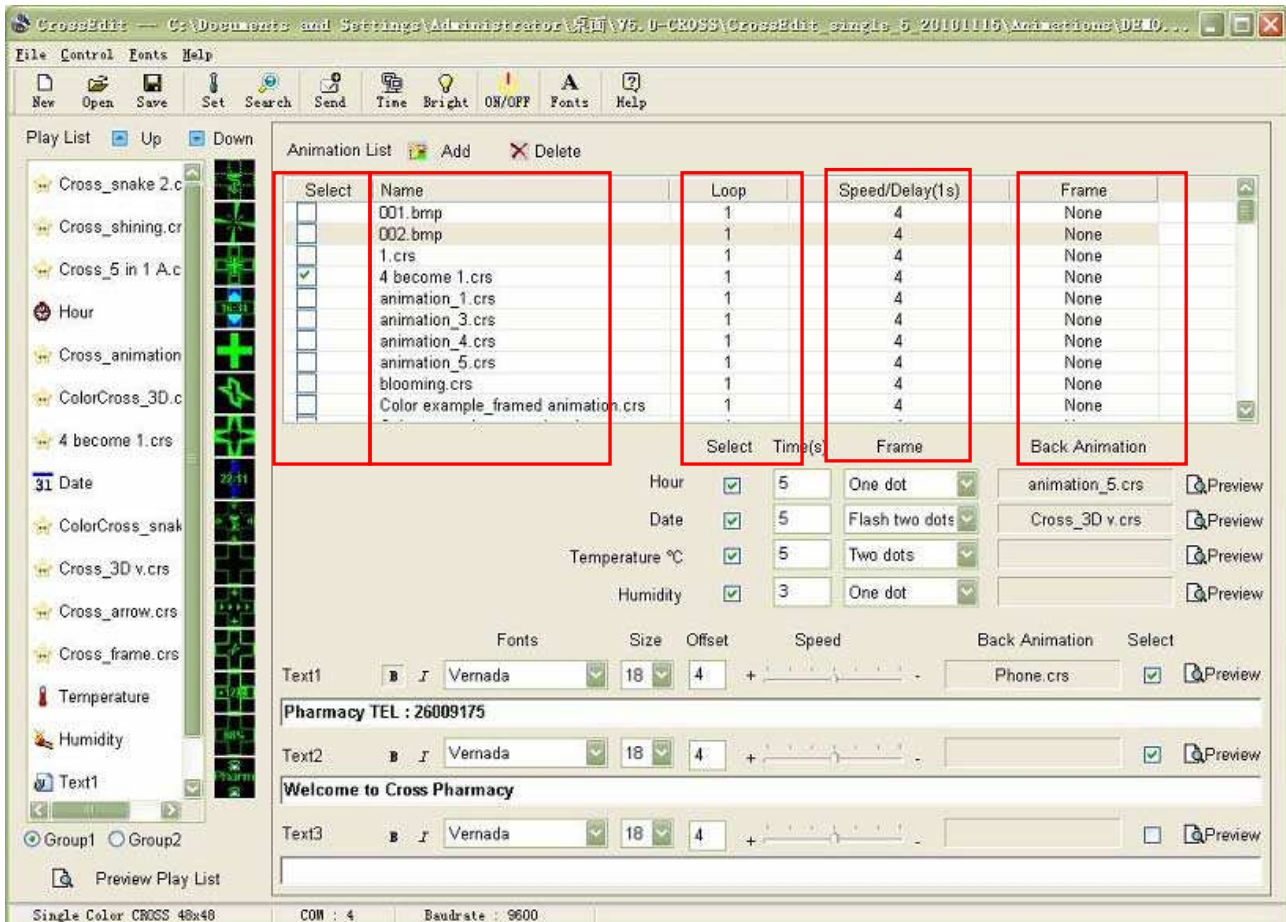 CrossEdit -- C:\Documents and Settings\Administrator\桌面\V5.0-CROSS\CrossEdit_single_5_20101115\Animations\DEMO...
File Control Fonts Help
New Open Save Set Search Send Time Bright ON/OFF Fonts Help
Play List Up Down
Cross_snake 2.c
Cross_shining.cr
Cross_5 in 1 A.c
Hour
16:31
Cross_animation
ColorCross_3D.c
4 become 1.crs
31 Date
22-11
ColorCross_snak
Cross_3D v.crs
Cross_arrow.crs
Cross_frame.crs
Temperature
Humidity
Text1
Pharm
Group1 Group2
Preview Play List
Animation List Add Delete
Select Name Loop Speed/Delay(1s) Frame
001.bmp 1 4 None
002.bmp 1 4 None
1.crs 1 4 None
4 become 1.crs 1 4 None
animation_1.crs 1 4 None
animation_3.crs 1 4 None
animation_4.crs 1 4 None
animation_5.crs 1 4 None
blooming.crs 1 4 None
Color example_framed animation.crs 1 4 None
Select Time(s) Frame Back Animation
Hour 5 One dot animation_5.crs Preview
Date 5 Flash two dots Cross_3D v.crs Preview
Temperature ºC 5 Two dots Preview
Humidity 3 One dot Preview
Fonts Size Offset Speed Back Animation Select
Text1 B I Vernada 18 4 + - Phone.crs Preview
Pharmacy TEL : 26009175
Text2 B I Vernada 18 4 + - Preview
Welcome to Cross Pharmacy
Text3 B I Vernada 18 4 + - Preview
Single Color CROSS 48x48 COM : 4 Baudrate : 9600